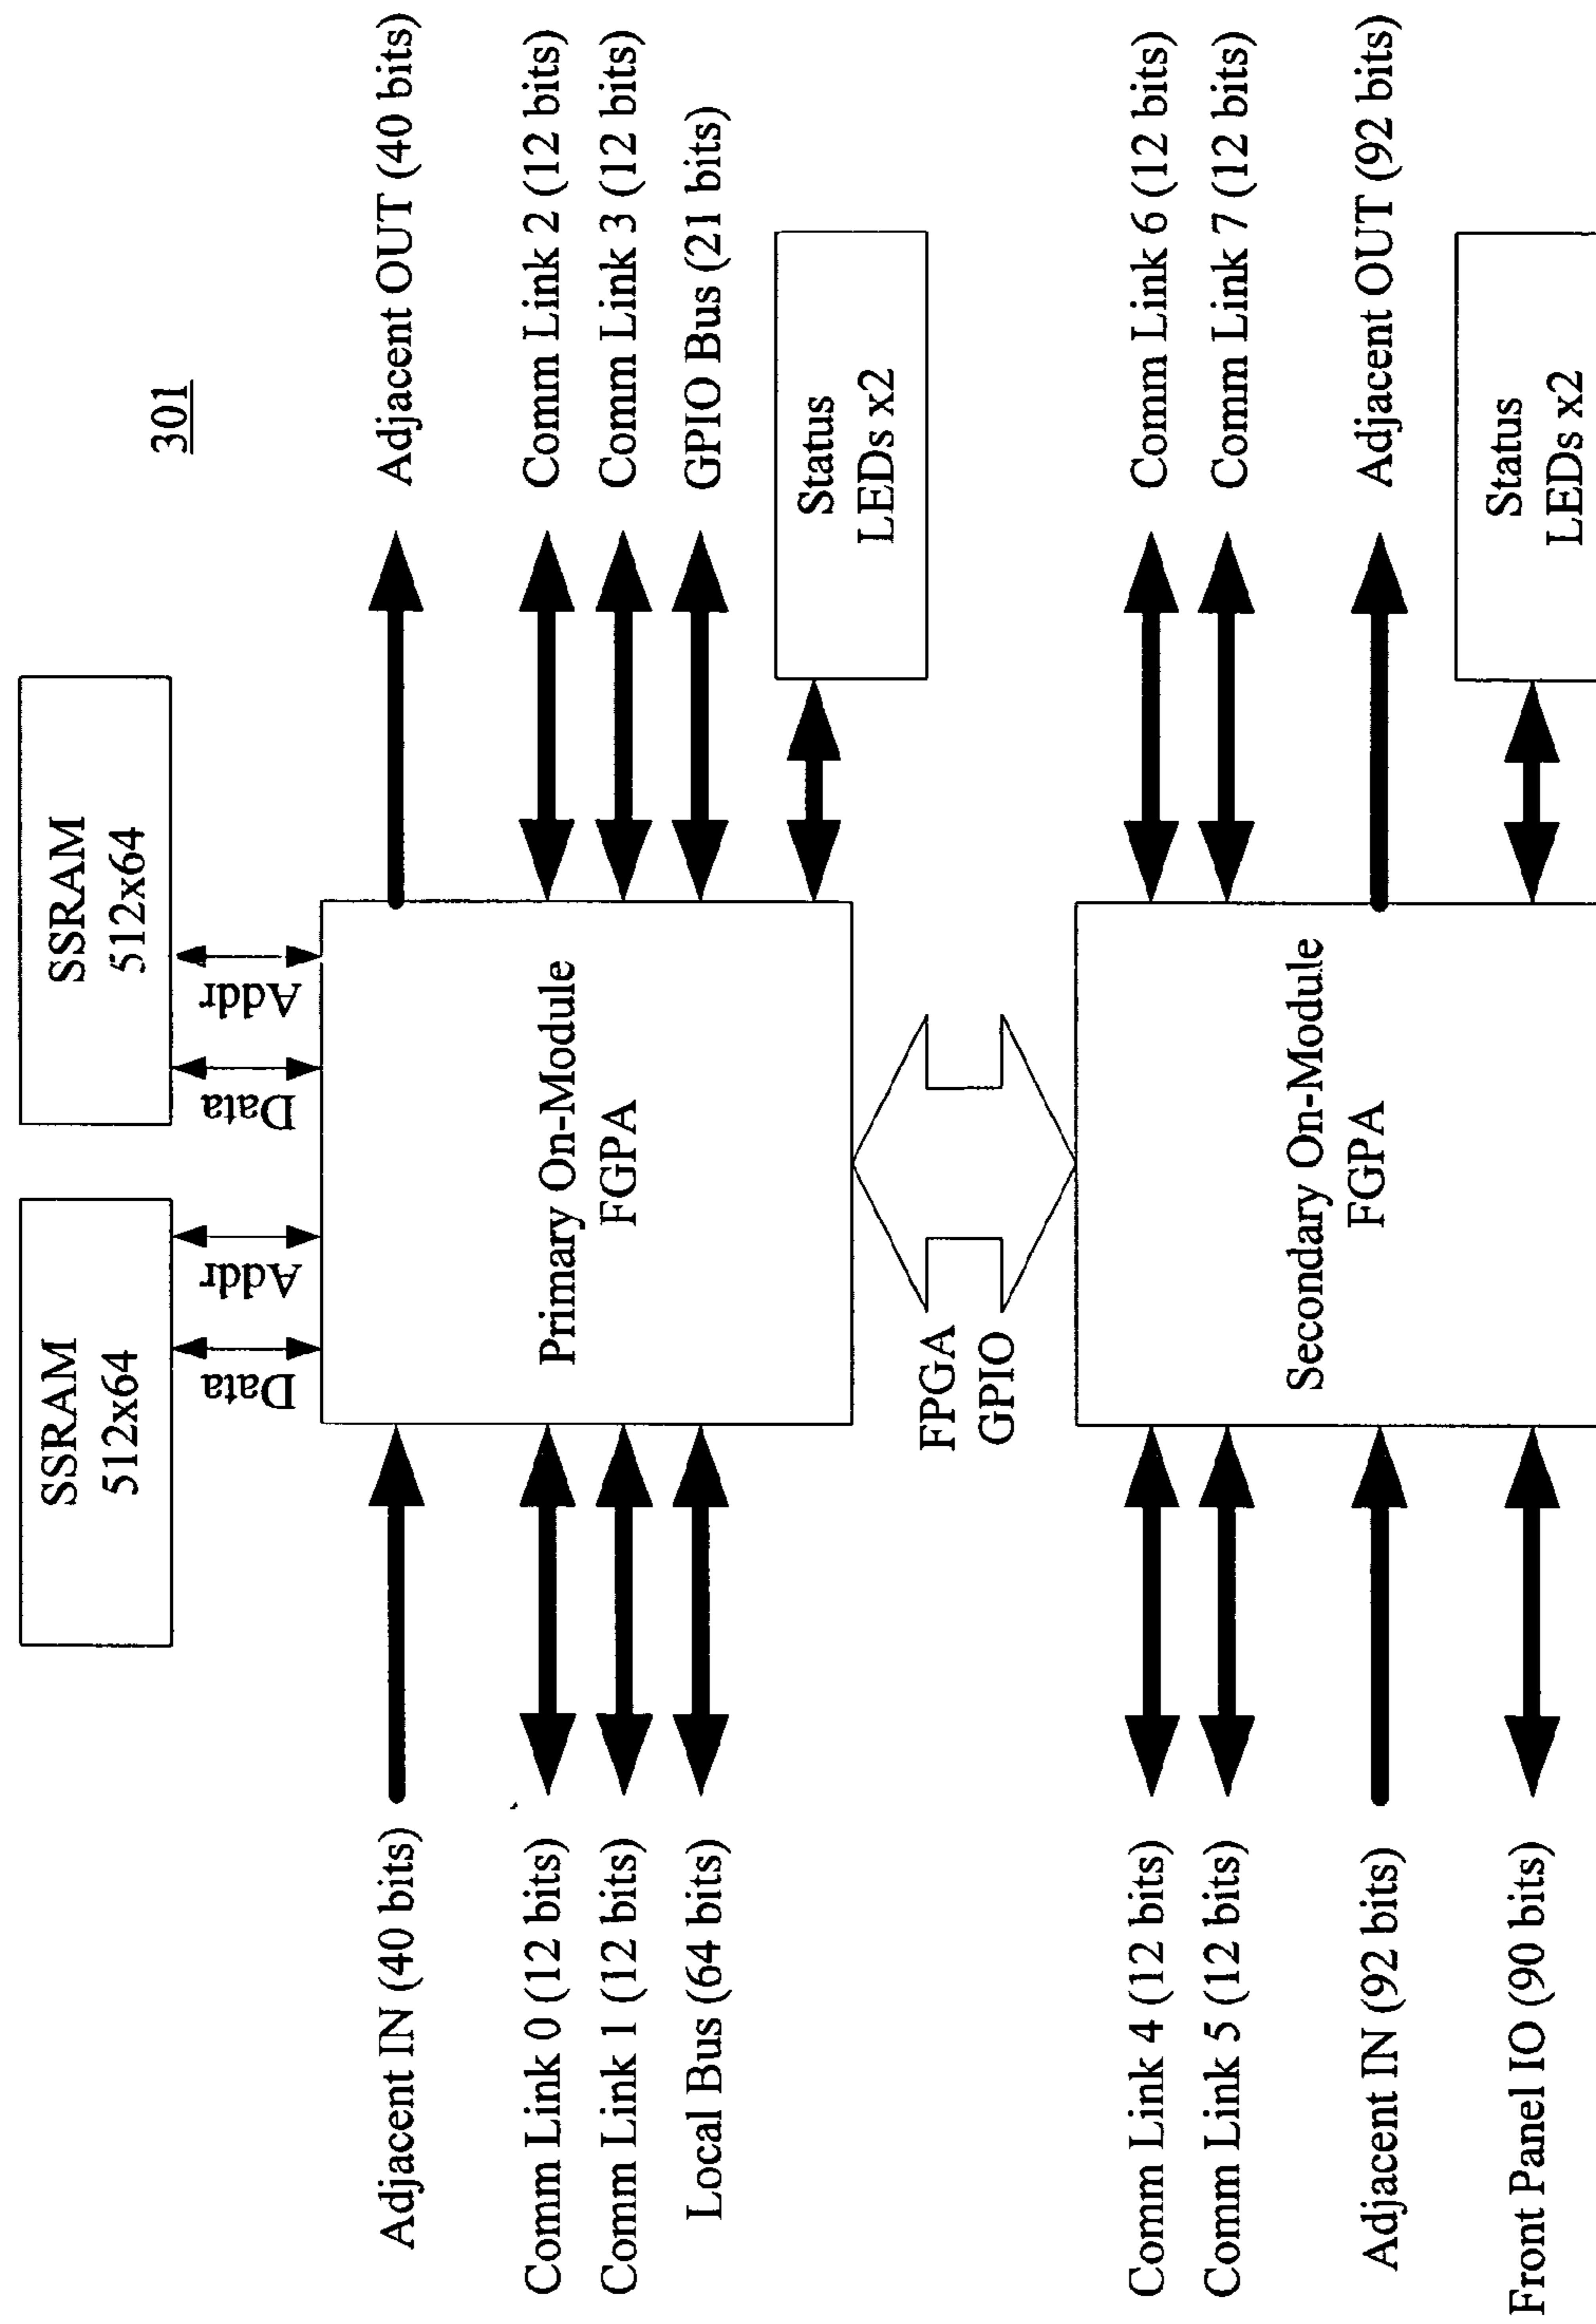 301
SSRAM
512x64
SSRAM
512x64
Data
Addr
Data
Addr
Adjacent IN (40 bits)
Adjacent OUT (40 bits)
Comm Link 0 (12 bits)
Comm Link 1 (12 bits)
Local Bus (64 bits)
Primary On-Module
FGPA
Comm Link 2 (12 bits)
Comm Link 3 (12 bits)
GPIO Bus (21 bits)
Status
LEDs x2
FPGA
GPIO
Comm Link 4 (12 bits)
Comm Link 5 (12 bits)
Adjacent IN (92 bits)
Front Panel IO (90 bits)
Secondary On-Module
FGPA
Comm Link 6 (12 bits)
Comm Link 7 (12 bits)
Adjacent OUT (92 bits)
Status
LEDs x2